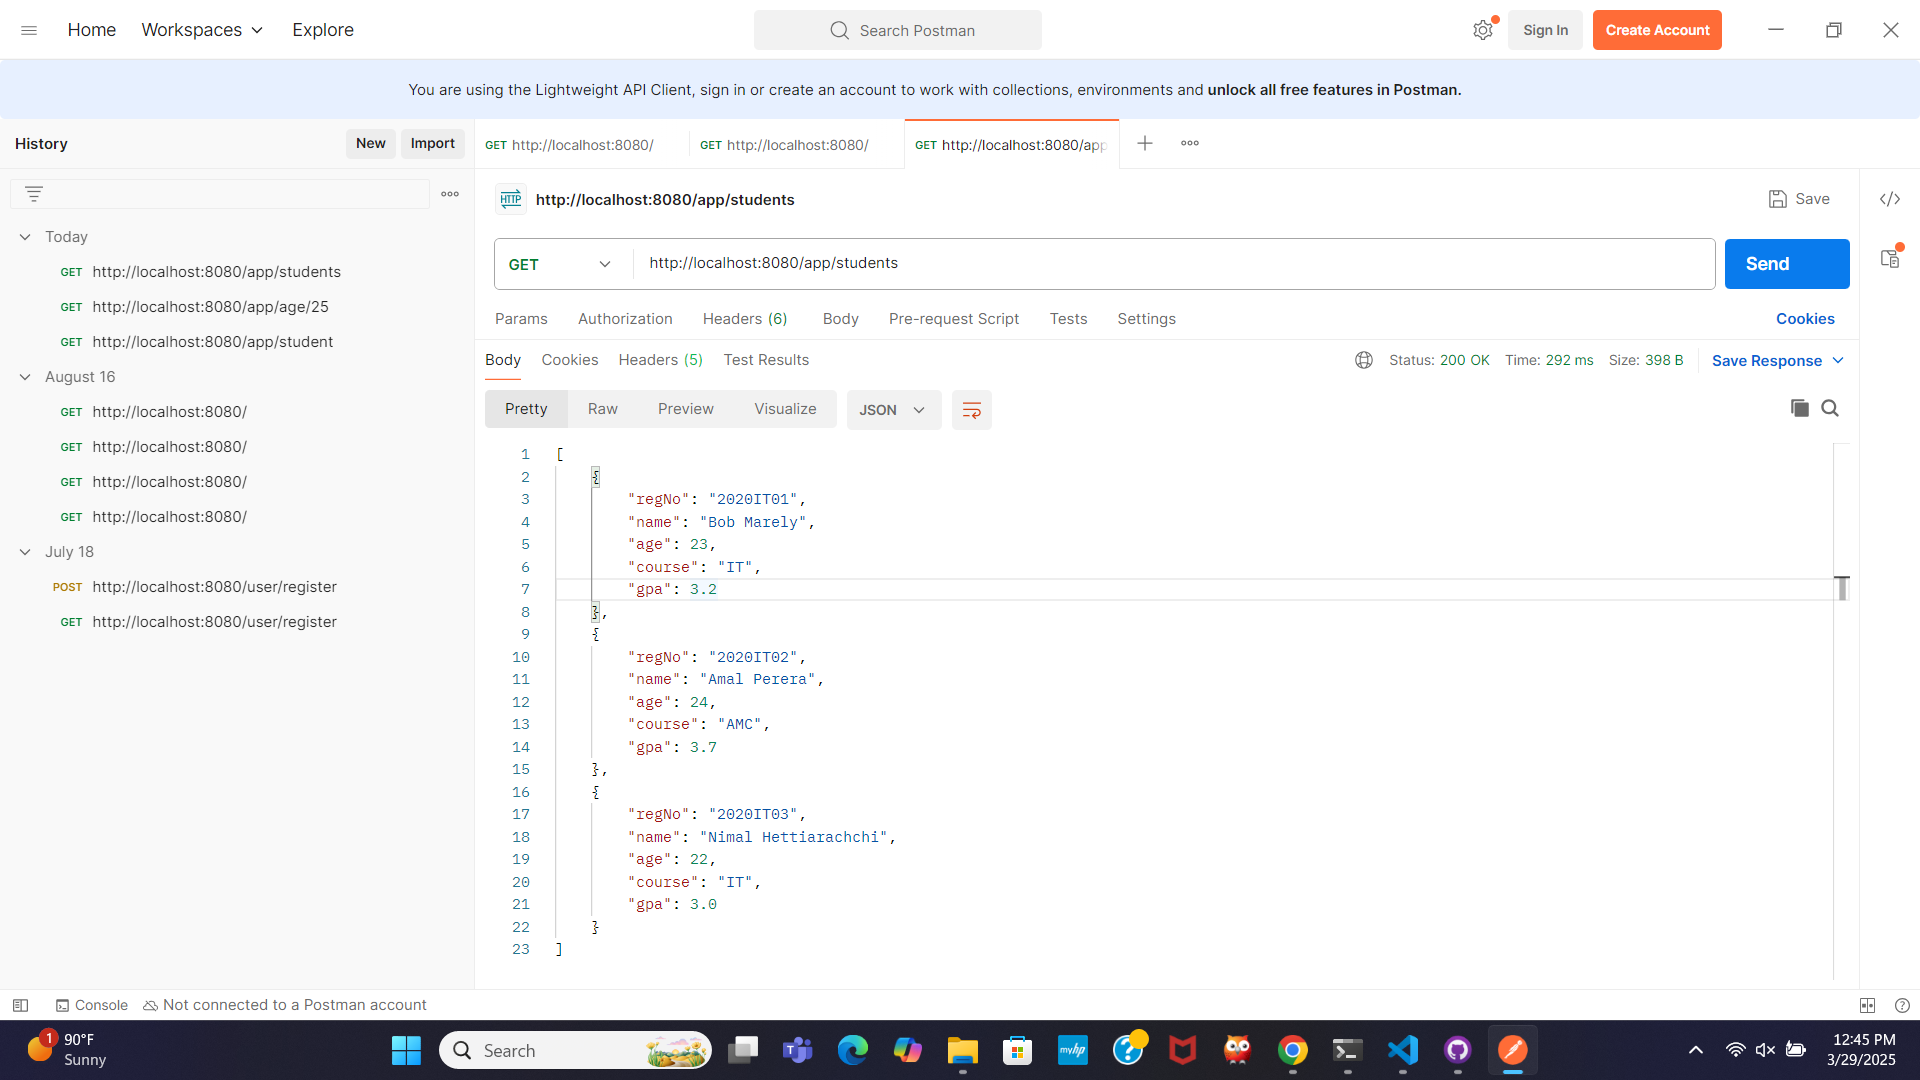 Home Workspaces Explore Search Postman Sign In Create Account
You are using the Lightweight API Client, sign in or create an account to work with collections, environments and unlock all free features in Postman.
History New Import
GET http://localhost:8080/ GET http://localhost:8080/ GET http://localhost:8080/app
Today
GET http://localhost:8080/app/students
GET http://localhost:8080/app/age/25
GET http://localhost:8080/app/student
August 16
GET http://localhost:8080/
GET http://localhost:8080/
GET http://localhost:8080/
GET http://localhost:8080/
July 18
POST http://localhost:8080/user/register
GET http://localhost:8080/user/register
HTTP http://localhost:8080/app/students Save
GET http://localhost:8080/app/students Send
Params Authorization Headers (6) Body Pre-request Script Tests Settings Cookies
Body Cookies Headers (5) Test Results Status: 200 OK Time: 292 ms Size: 398 B Save Response
Pretty Raw Preview Visualize JSON
1 [
2 {
3 "regNo": "2020IT01",
4 "name": "Bob Marely",
5 "age": 23,
6 "course": "IT",
7 "gpa": 3.2
8 },
9 {
10 "regNo": "2020IT02",
11 "name": "Amal Perera",
12 "age": 24,
13 "course": "AMC",
14 "gpa": 3.7
15 },
16 {
17 "regNo": "2020IT03",
18 "name": "Nimal Hettiarachchi",
19 "age": 22,
20 "course": "IT",
21 "gpa": 3.0
22 }
23 ]
Console Not connected to a Postman account
1 90°F
Sunny
Search
myhp
12:45 PM
3/29/2025